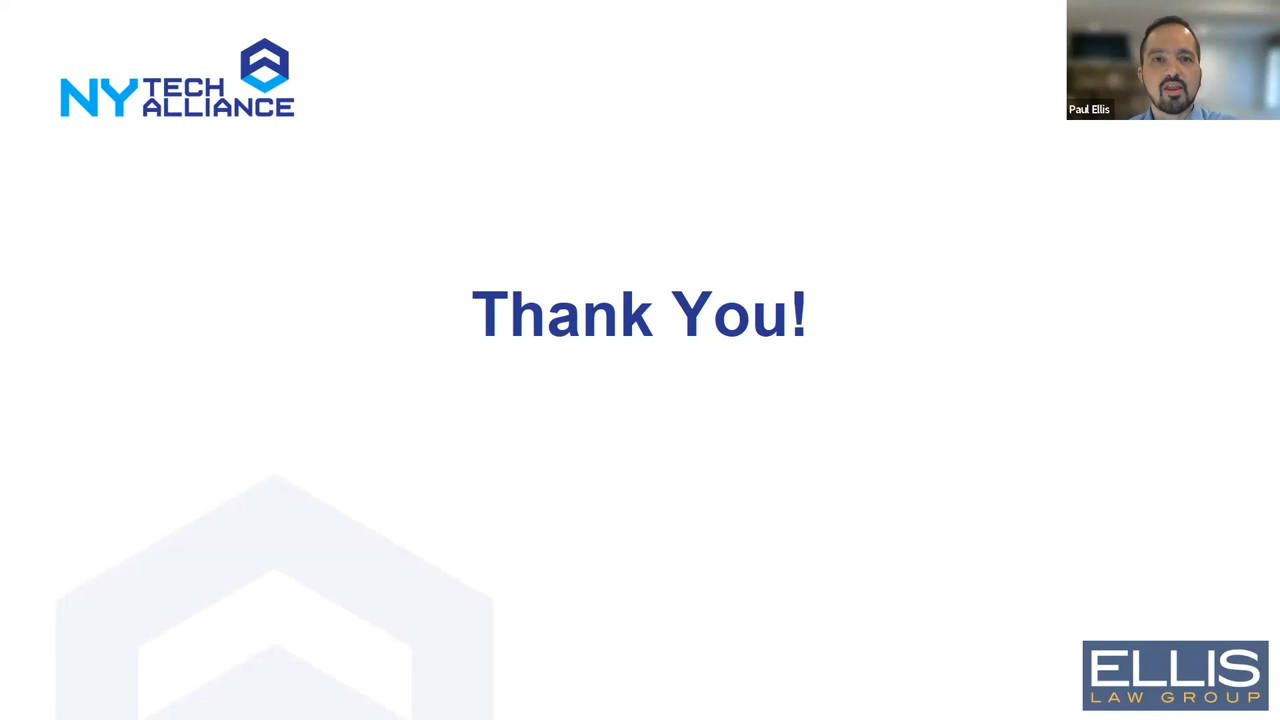 NY TECH
ALLIANCE
Paul Ellis
Thank You!
ELLIS
LAW GROUP